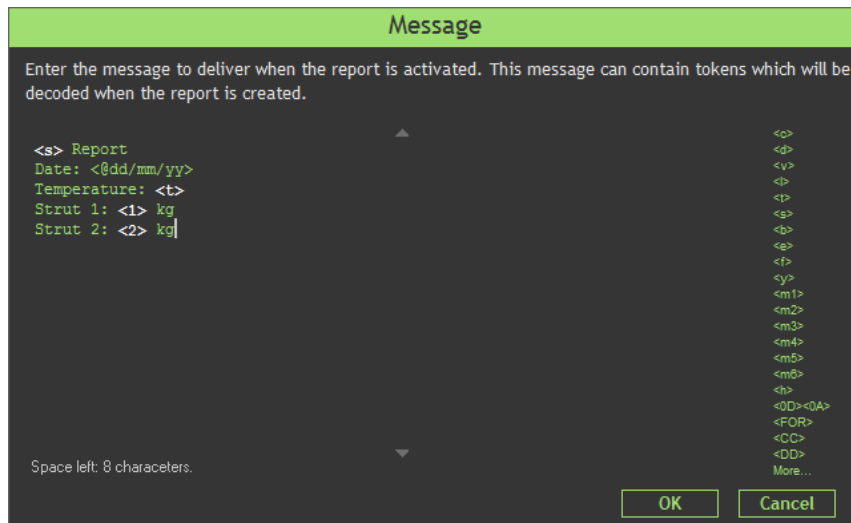 Message
Enter the message to deliver when the report is activated. This message can contain tokens which will be
decoded when the report is created.
<s> Report
Date: <@dd/mm/yy>
Temperature: <t>
Strut 1: <1> kg
Strut 2: <2> kg
Space left: 8 characeters.
<c>
<d>
<v>
<l>
<t>
<s>
<b>
<e>
<f>
<y>
<m1>
<m2>
<m3>
<m4>
<m5>
<m6>
<h>
<0D><0A>
<FOR>
<CC>
<DD>
More...
OK
Cancel